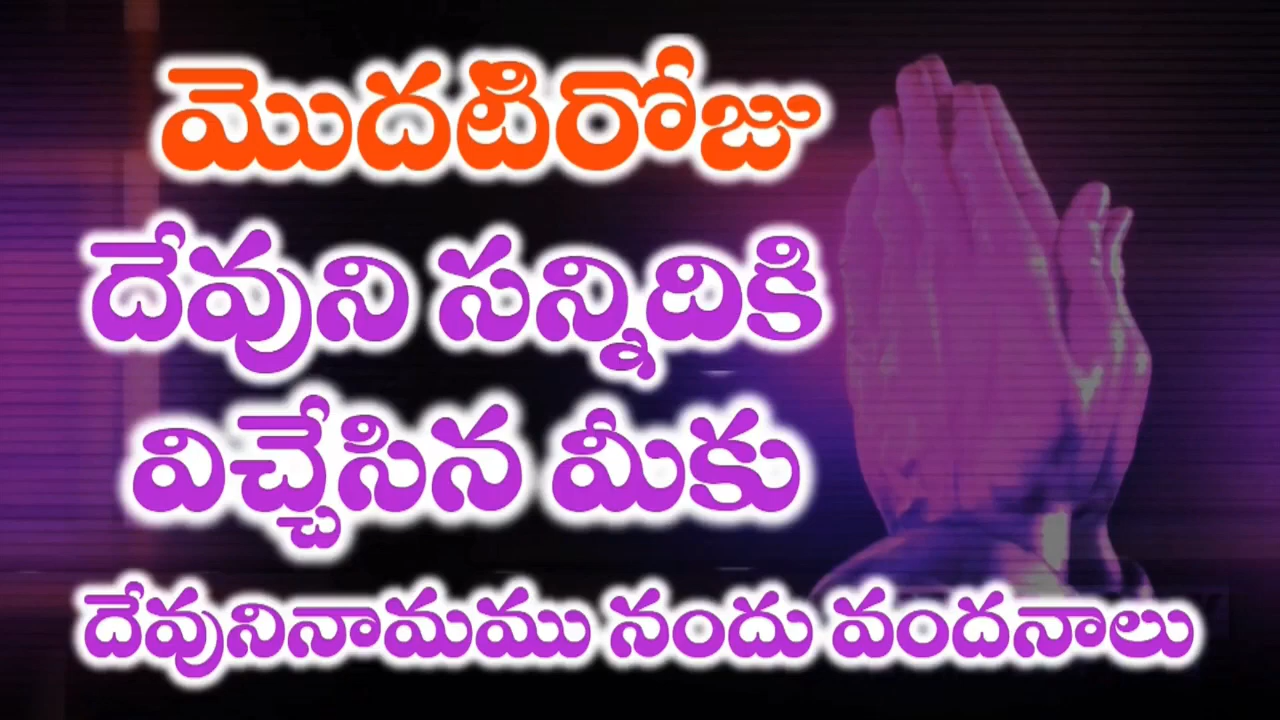 మొదటిరోజు
దేవుని సన్నిదికి
విచ్చేసిన మీకు
దేవునినామము నందు వందనాలు